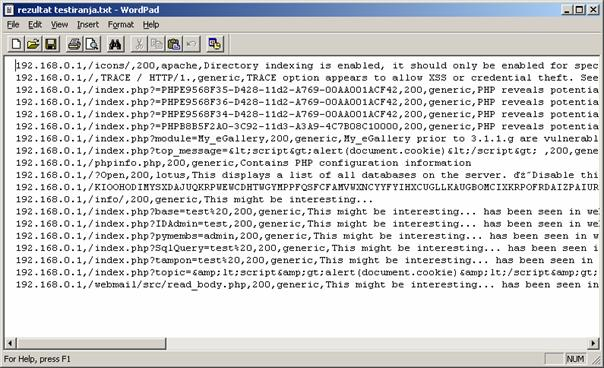 rezultat testiranja.txt - WordPad
File Edit View Insert Format Help
192.168.0.1,/icons/,200,apache,Directory indexing is enabled, it should only be enabled for spec
192.168.0.1,/,TRACE / HTTP/1.,generic,TRACE option appears to allow XSS or credential theft. See
192.168.0.1,/index.php?=PHPE9568F35-D428-11d2-A769-00AA001ACF42,200,generic,PHP reveals potentia
192.168.0.1,/index.php?=PHPE9568F34-D428-11d2-A769-00AA001ACF42,200,generic,PHP reveals potentia
192.168.0.1,/index.php?=PHPE9568F36-D428-11d2-A769-00AA001ACF42,200,generic,PHP reveals potentia
192.168.0.1,/index.php?=PHPB8B5F2A0-3C92-11d3-A3A9-4C7B08C10000,200,generic,PHP reveals potentia
192.168.0.1,/index.php?module=My_eGallery,200,generic,My_eGallery prior to 3.1.1.g are vulnerabl
192.168.0.1,/index.php?top_message=&lt;script&gt;alert(document.cookie)&lt;/script&gt; ,200,gene
192.168.0.1,/phpinfo.php,200,generic,Contains PHP configuration information
192.168.0.1,/?Open,200,lotus,This displays a list of all databases on the server. Disable thi
192.168.0.1,/KIOOHODIMYSXDAJUQKRPWEWCDHTWGYMPPFQSFCFAMVWXNCYYFYIHXCUGLLKAUGBOMCIXKRPOFRDAIZPAIUR
192.168.0.1,/info/,200,generic,This might be interesting...
192.168.0.1,/index.php?base=test%20,200,generic,This might be interesting... has been seen in we
192.168.0.1,/index.php?IDAdmin=test,200,generic,This might be interesting... has been seen in we
192.168.0.1,/index.php?pymembs=admin,200,generic,This might be interesting... has been seen in w
192.168.0.1,/index.php?SqlQuery=test%20,200,generic,This might be interesting... has been seen i
192.168.0.1,/index.php?tampon=test%20,200,generic,This might be interesting... has been seen in
192.168.0.1,/index.php?topic=&amp;lt;script&amp;gt;alert(document.cookie)&amp;lt;/script&amp;gt;
192.168.0.1,/webmail/src/read_body.php,200,generic,This might be interesting... has been seen in
For Help, press F1
NUM